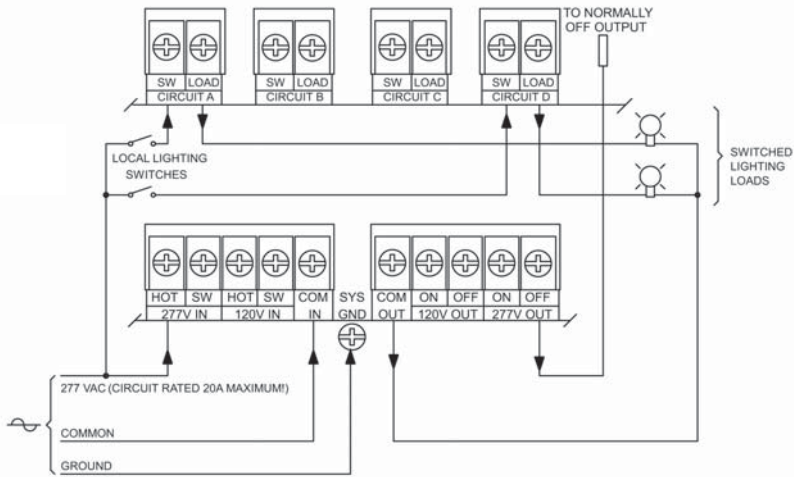 TO NORMALLY
OFF OUTPUT
SW LOAD SW LOAD SW LOAD SW LOAD
CIRCUIT A CIRCUIT B CIRCUIT C CIRCUIT D
LOCAL LIGHTING
SWITCHES
SWITCHED
LIGHTING
LOADS
HOT SW HOT SW COM SYS COM ON OFF ON OFF
277V IN 120V IN IN GND OUT 120V OUT 277V OUT
277 VAC (CIRCUIT RATED 20A MAXIMUM!)
COMMON
GROUND